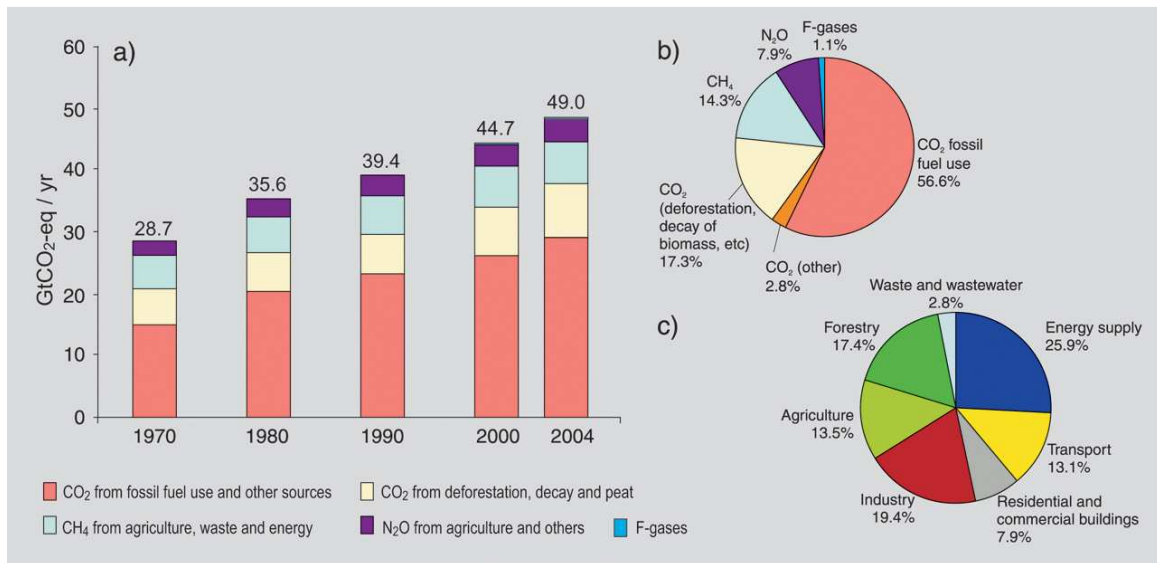 a)
GtCO₂-eq / yr
60
50
40
30
20
10
0
28.7
35.6
39.4
44.7
49.0
1970
1980
1990
2000
2004
CO₂ from fossil fuel use and other sources
CO₂ from deforestation, decay and peat
CH₄ from agriculture, waste and energy
N₂O from agriculture and others
F-gases
b)
F-gases
1.1%
N₂O
7.9%
CH₄
14.3%
CO₂ fossil
fuel use
56.6%
CO₂
(deforestation,
decay of
biomass, etc)
17.3%
CO₂ (other)
2.8%
c)
Waste and wastewater
2.8%
Forestry
17.4%
Energy supply
25.9%
Agriculture
13.5%
Transport
13.1%
Industry
19.4%
Residential and
commercial buildings
7.9%